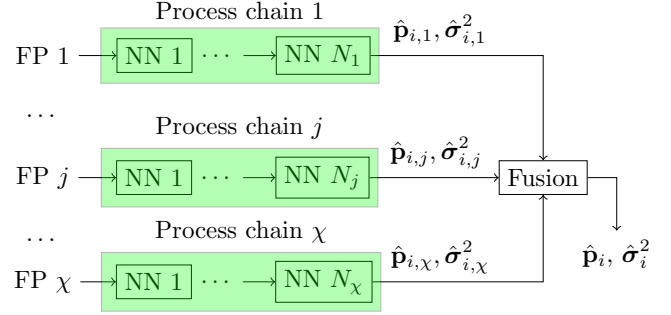 Process chain 1
FP 1 NN 1 ⋯ NN N₁ p̂ᵢ,₁, σ̂²ᵢ,₁
...
Process chain j
FP j NN 1 ⋯ NN Nⱼ p̂ᵢ,ⱼ, σ̂²ᵢ,ⱼ Fusion
...
Process chain χ
FP χ NN 1 ⋯ NN Nᵪ p̂ᵢ,ᵪ, σ̂²ᵢ,ᵪ
p̂ᵢ, σ̂²ᵢ